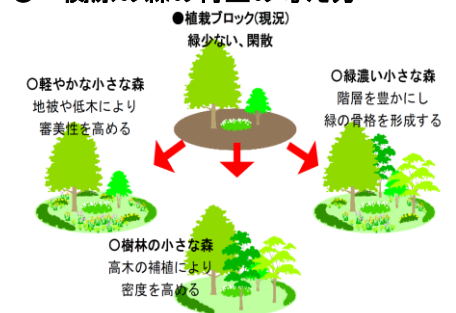 ●植栽ブロック(現況)
緑少ない、閑散
〇軽やかな小さな森
地被や低木により
審美性を高める
〇緑濃い小さな森
階層を豊かにし
緑の骨格を形成する
〇樹林の小さな森
高木の補植により
密度を高める